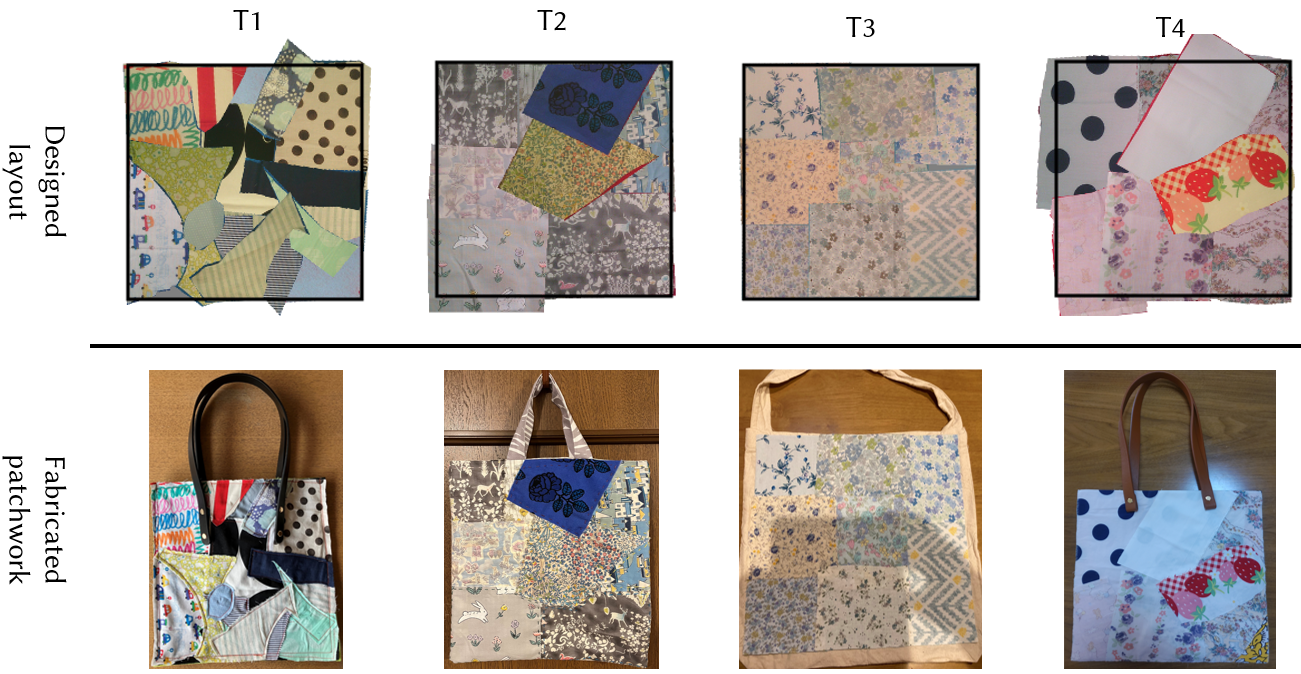 T1
T2
T3
T4
Designed
layout
Fabricated
patchwork